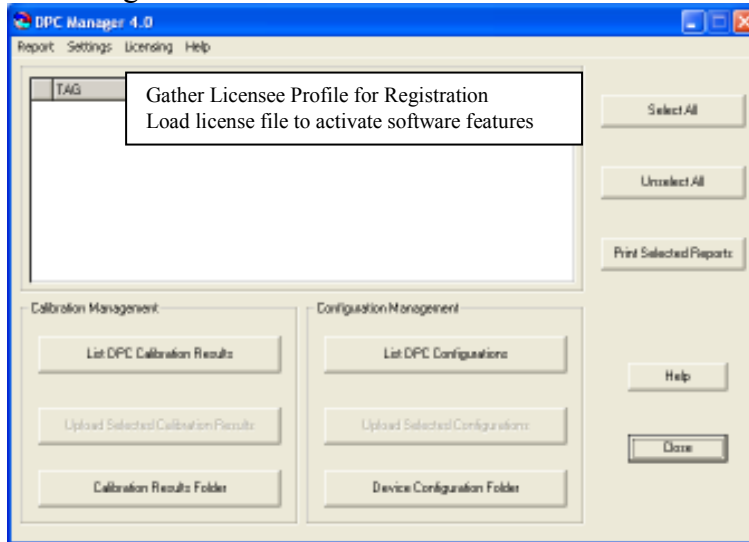 DPC Manager 4.0
Report Settings Licensing Help
TAG
Gather Licensee Profile for Registration
Load license file to activate software features
Select All
Unselect All
Print Selected Reports
Calibration Management
Configuration Management
List DPC Calibration Results
List DPC Configurations
Help
Upload Selected Calibration Results
Upload Selected Configurations
Close
Calibration Results Folder
Device Configuration Folder